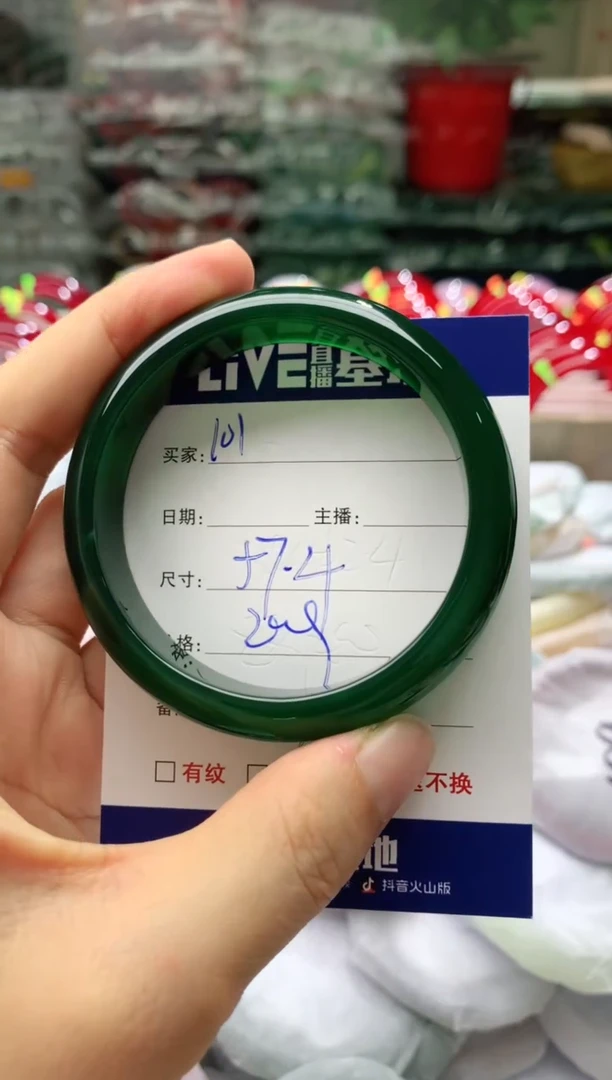 LIVE直播基地
买家: 101
日期: 主播:
尺寸: 57.4
格:
有纹
不换
地
抖音火山版